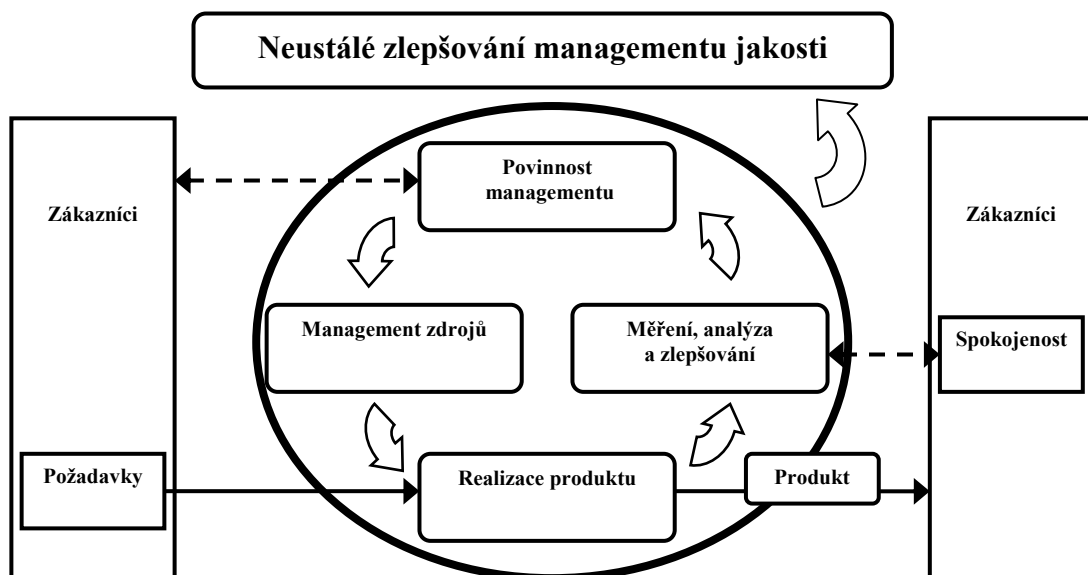 Neustálé zlepšování managementu jakosti
Povinnost
managementu
Zákazníci
Zákazníci
Management zdrojů
Měření, analýza
a zlepšování
Spokojenost
Požadavky
Realizace produktu
Produkt